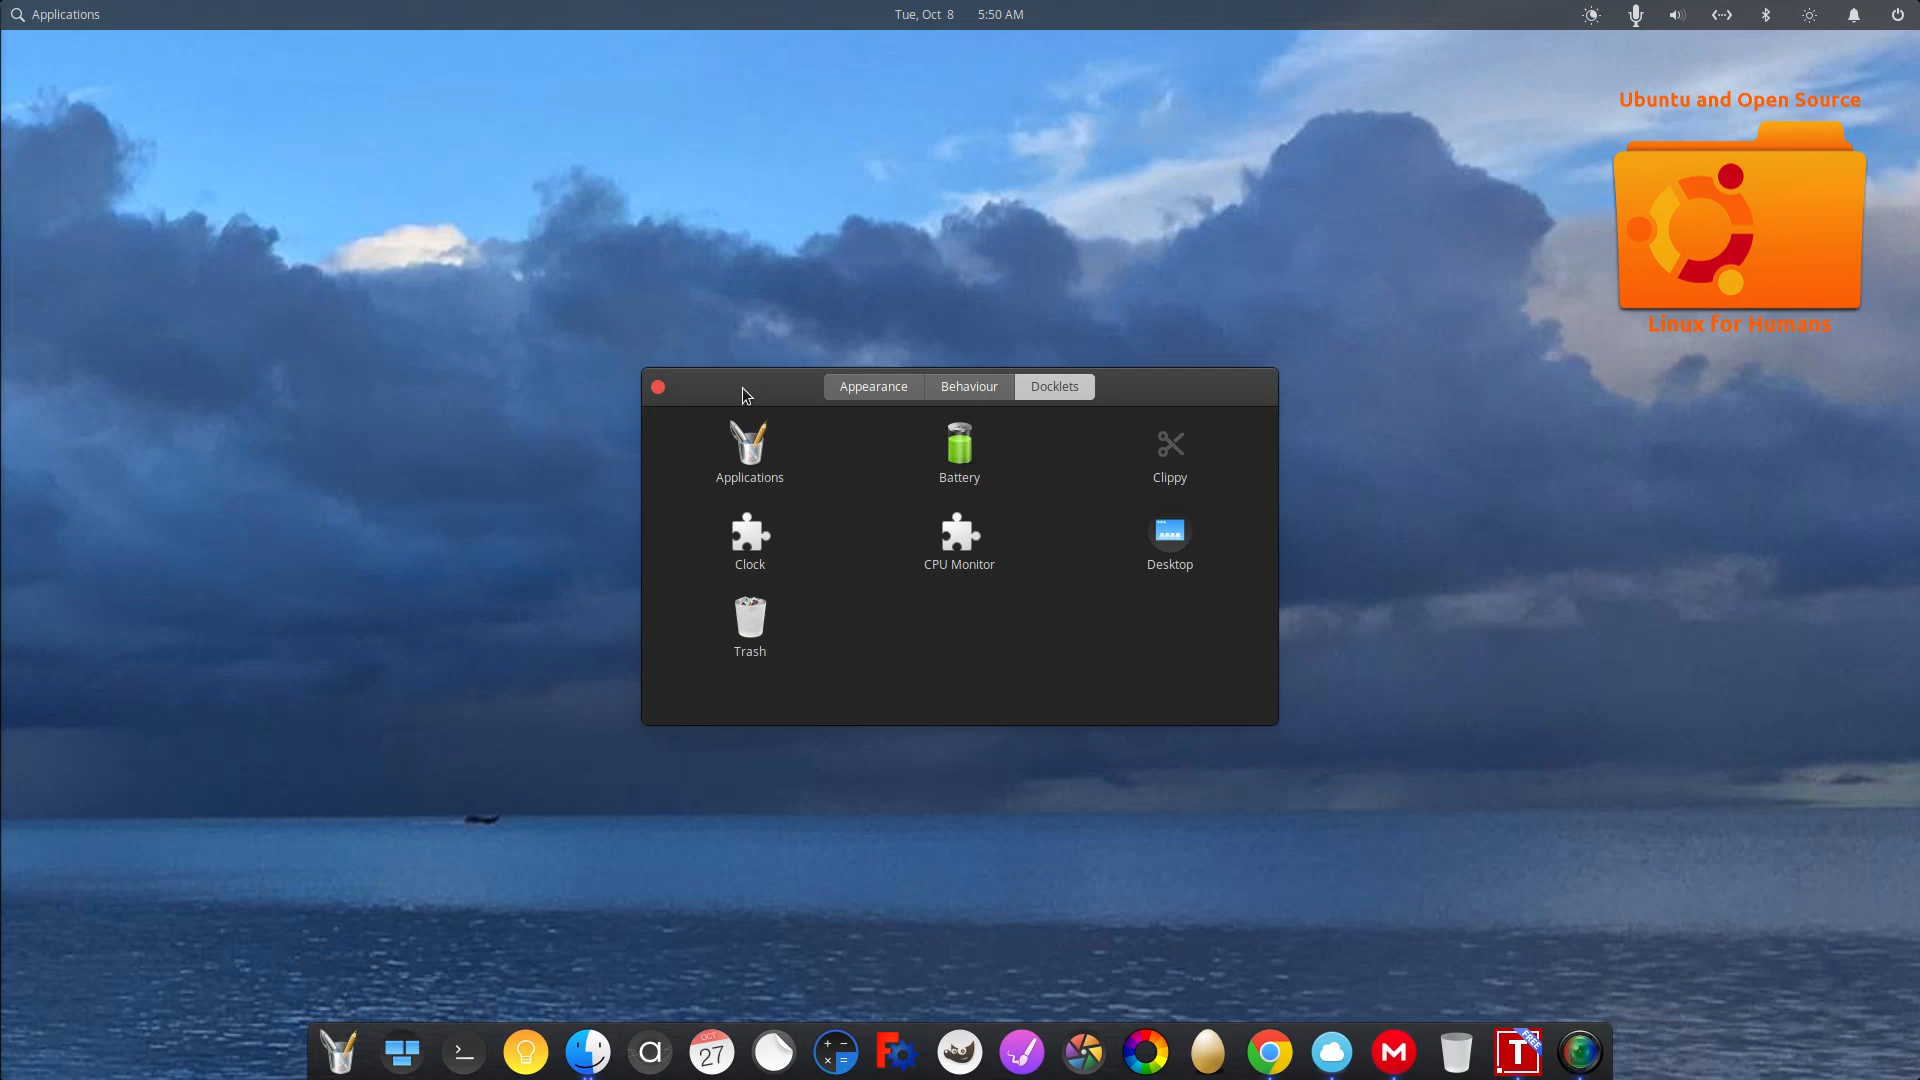 Applications
Tue, Oct 8 5:50 AM
Ubuntu and Open Source
Linux for Humans
Appearance Behaviour Docklets
Applications Battery Clippy
Clock CPU Monitor Desktop
Trash
OCT
27
a
F
M
T
FREE